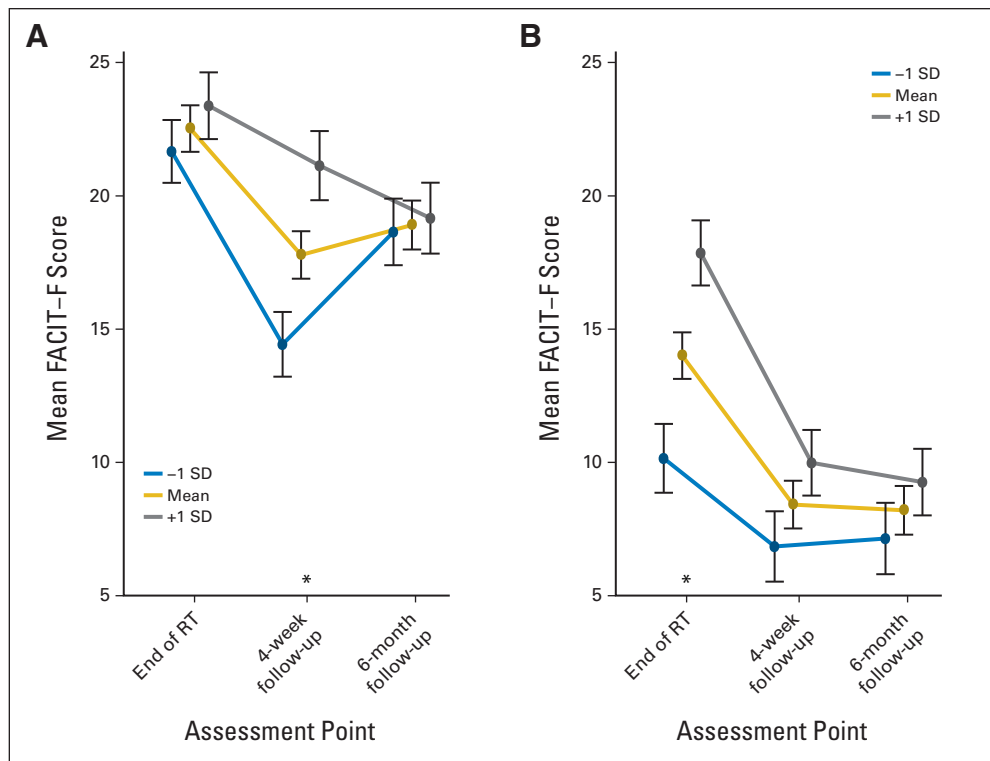 A
25
20
15
10
5
Mean FACIT–F Score
–1 SD
Mean
+1 SD
*
End of RT
4-week
follow-up
6-month
follow-up
Assessment Point
B
25
20
15
10
5
Mean FACIT–F Score
–1 SD
Mean
+1 SD
*
End of RT
4-week
follow-up
6-month
follow-up
Assessment Point